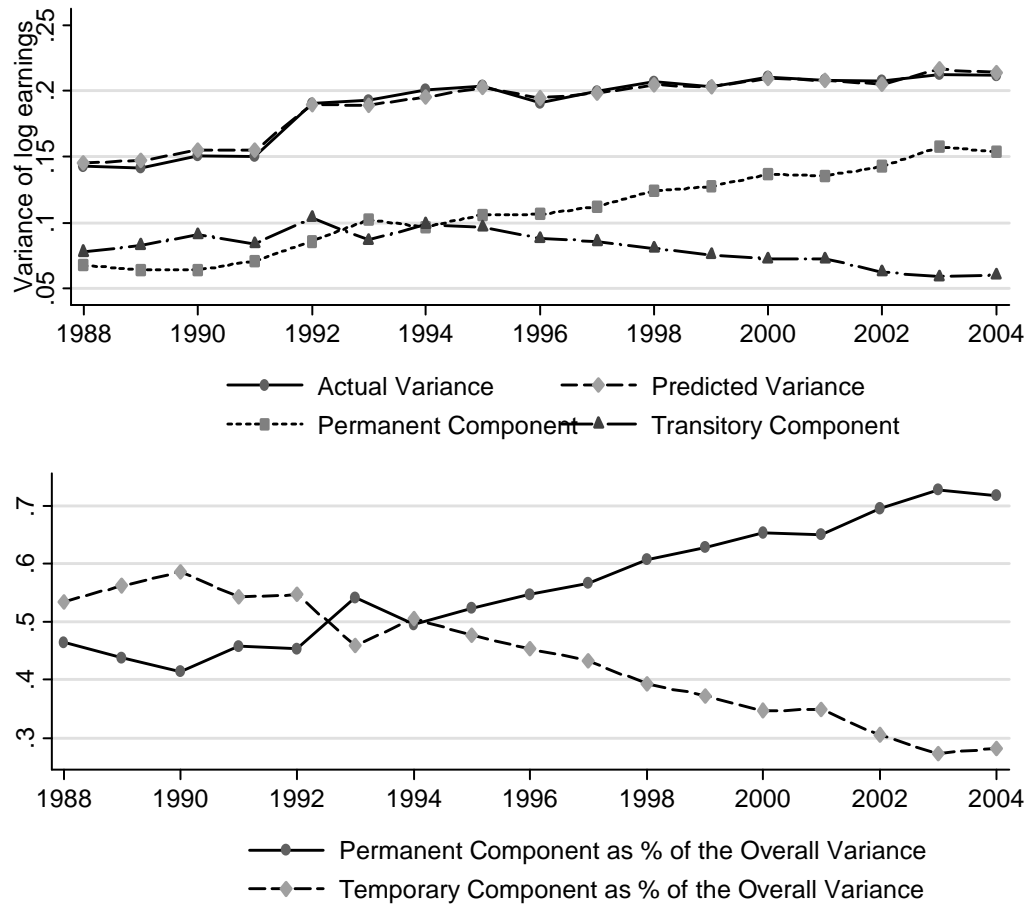 Variance of log earnings
.25
.2
.15
.1
.05
1988 1990 1992 1994 1996 1998 2000 2002 2004
Actual Variance Predicted Variance
Permanent Component Transitory Component
.7
.6
.5
.4
.3
1988 1990 1992 1994 1996 1998 2000 2002 2004
Permanent Component as % of the Overall Variance
Temporary Component as % of the Overall Variance